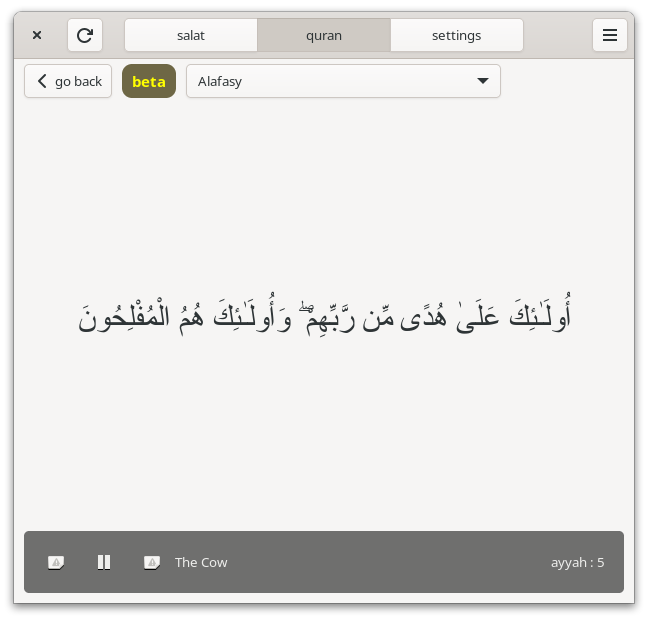 salat quran settings
go back beta Alafasy
أُولَـٰئِكَ عَلَىٰ هُدًى مِّن رَّبِّهِمْ ۖ وَأُولَـٰئِكَ هُمُ الْمُفْلِحُونَ
The Cow ayyah : 5